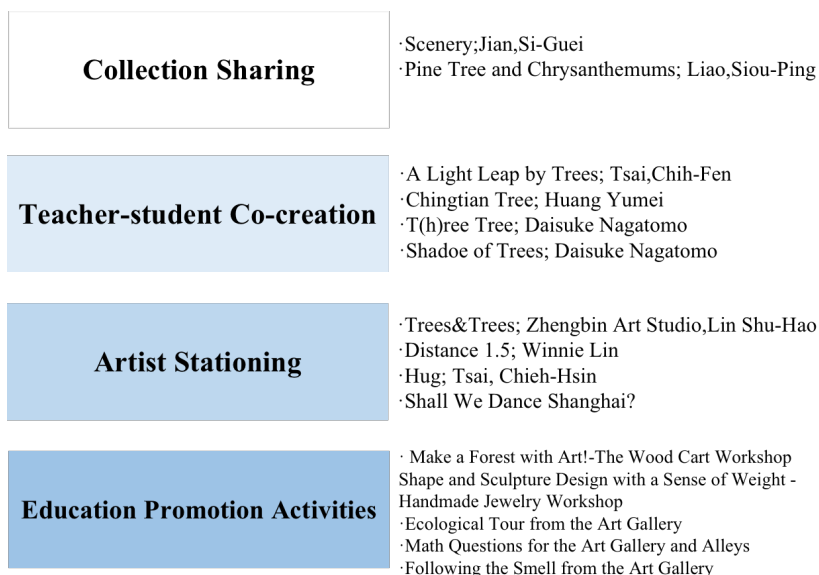 Collection Sharing
·Scenery;Jian,Si-Guei
·Pine Tree and Chrysanthemums; Liao,Siou-Ping
Teacher-student Co-creation
·A Light Leap by Trees; Tsai,Chih-Fen
·Chingtian Tree; Huang Yumei
·T(h)ree Tree; Daisuke Nagatomo
·Shadoe of Trees; Daisuke Nagatomo
Artist Stationing
·Trees&Trees; Zhengbin Art Studio,Lin Shu-Hao
·Distance 1.5; Winnie Lin
·Hug; Tsai, Chieh-Hsin
·Shall We Dance Shanghai?
Education Promotion Activities
· Make a Forest with Art!-The Wood Cart Workshop
Shape and Sculpture Design with a Sense of Weight -
Handmade Jewelry Workshop
·Ecological Tour from the Art Gallery
·Math Questions for the Art Gallery and Alleys
·Following the Smell from the Art Gallery